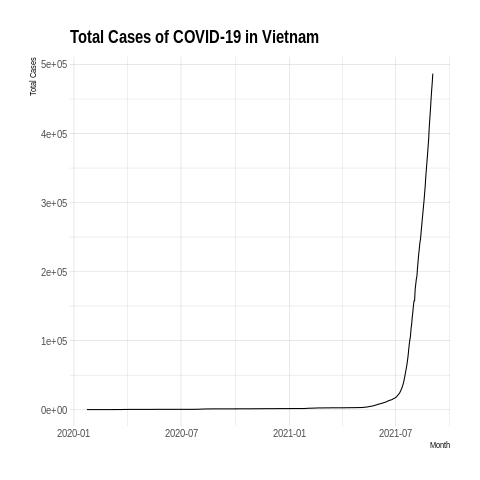 Total Cases of COVID-19 in Vietnam
Total Cases
5e+05
4e+05
3e+05
2e+05
1e+05
0e+00
2020-01 2020-07 2021-01 2021-07
Month